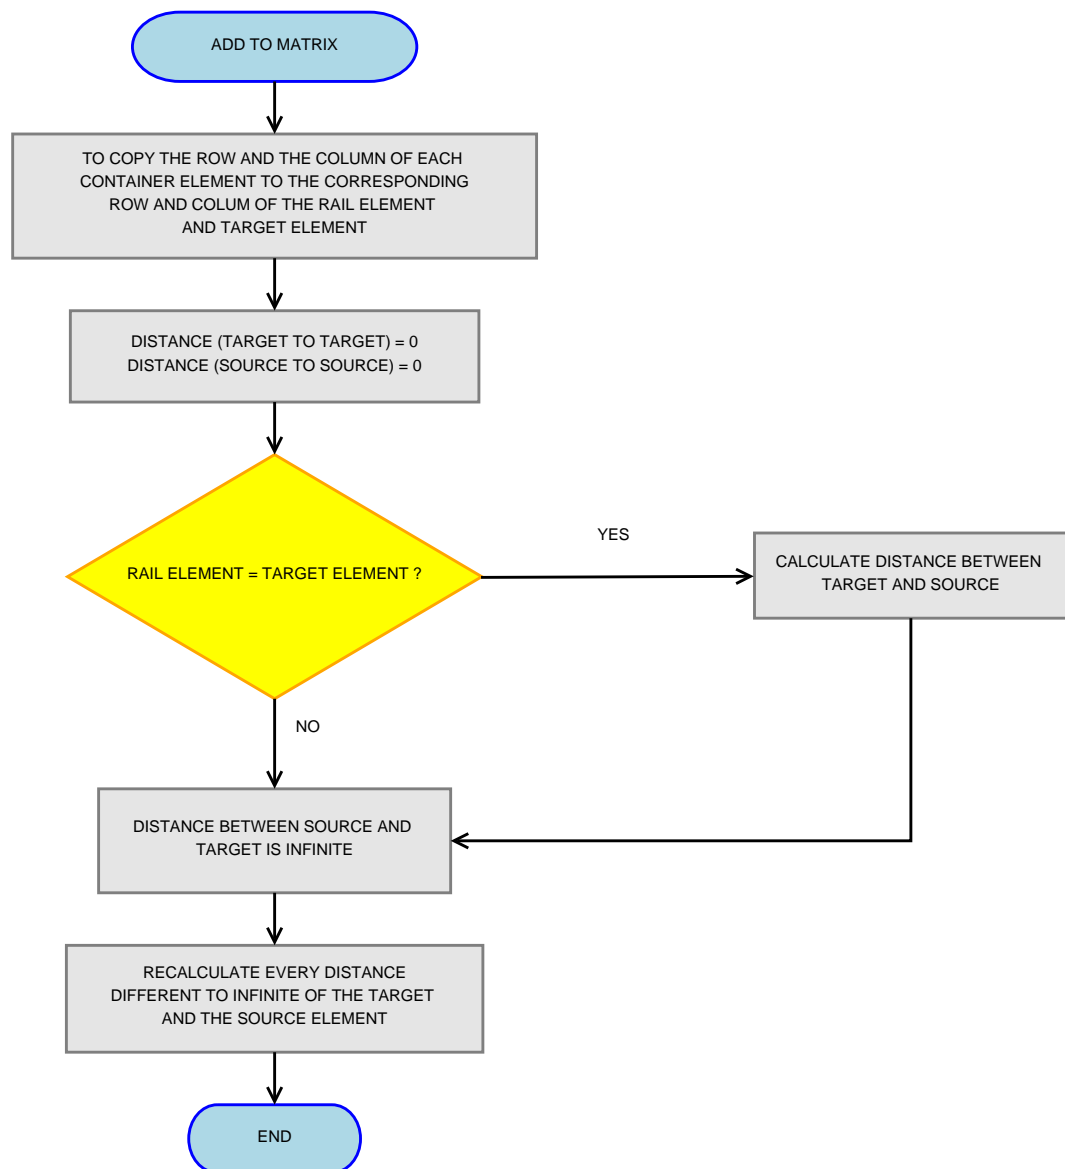 ADD TO MATRIX
TO COPY THE ROW AND THE COLUMN OF EACH
CONTAINER ELEMENT TO THE CORRESPONDING
ROW AND COLUM OF THE RAIL ELEMENT
AND TARGET ELEMENT
DISTANCE (TARGET TO TARGET) = 0
DISTANCE (SOURCE TO SOURCE) = 0
RAIL ELEMENT = TARGET ELEMENT ?
YES
CALCULATE DISTANCE BETWEEN
TARGET AND SOURCE
NO
DISTANCE BETWEEN SOURCE AND
TARGET IS INFINITE
RECALCULATE EVERY DISTANCE
DIFFERENT TO INFINITE OF THE TARGET
AND THE SOURCE ELEMENT
END